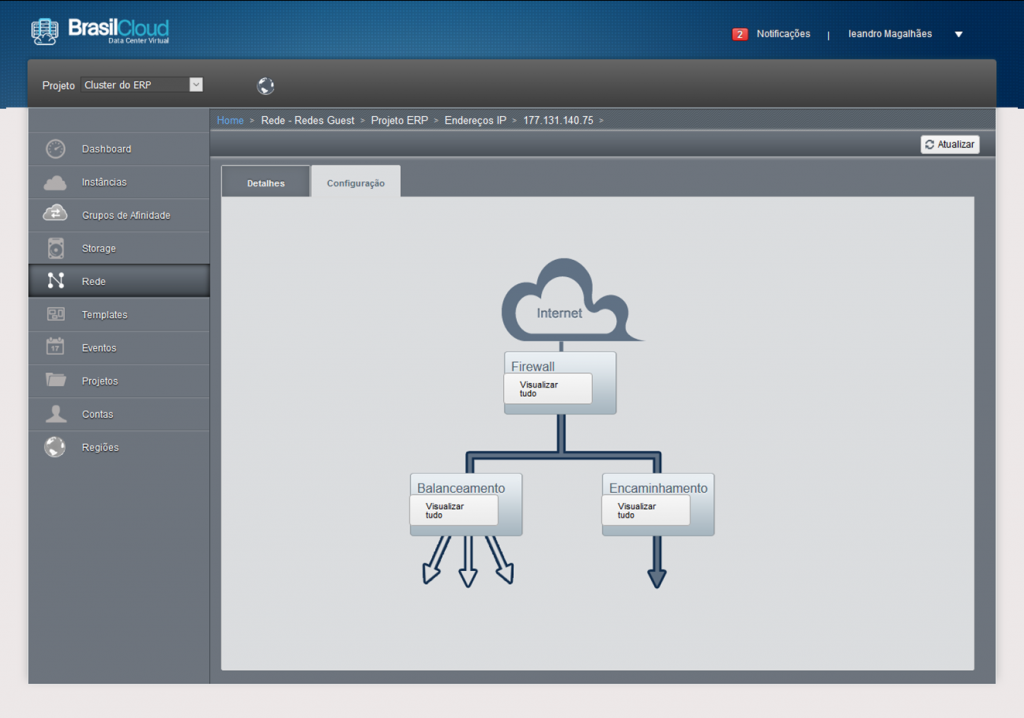 BrasilCloud
Data Center Virtual
2 Notificações | leandro Magalhães
Projeto Cluster do ERP
Home > Rede - Redes Guest > Projeto ERP > Endereços IP > 177.131.140.75 >
Atualizar
Dashboard
Instâncias
Grupos de Afinidade
Storage
Rede
Templates
17
Eventos
Projetos
Contas
Regiões
Detalhes
Configuração
Internet
Firewall
Visualizar
tudo
Balanceamento
Visualizar
tudo
Encaminhamento
Visualizar
tudo